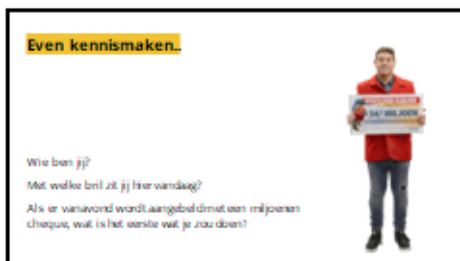 Even kennismaken..
Wie ben jij?
Met welke bril zit jij hier vandaag?
Als er vanavond wordt aangebeld met een miljoenen
cheque, wat is het eerste wat je zou doen?
MILJOEN